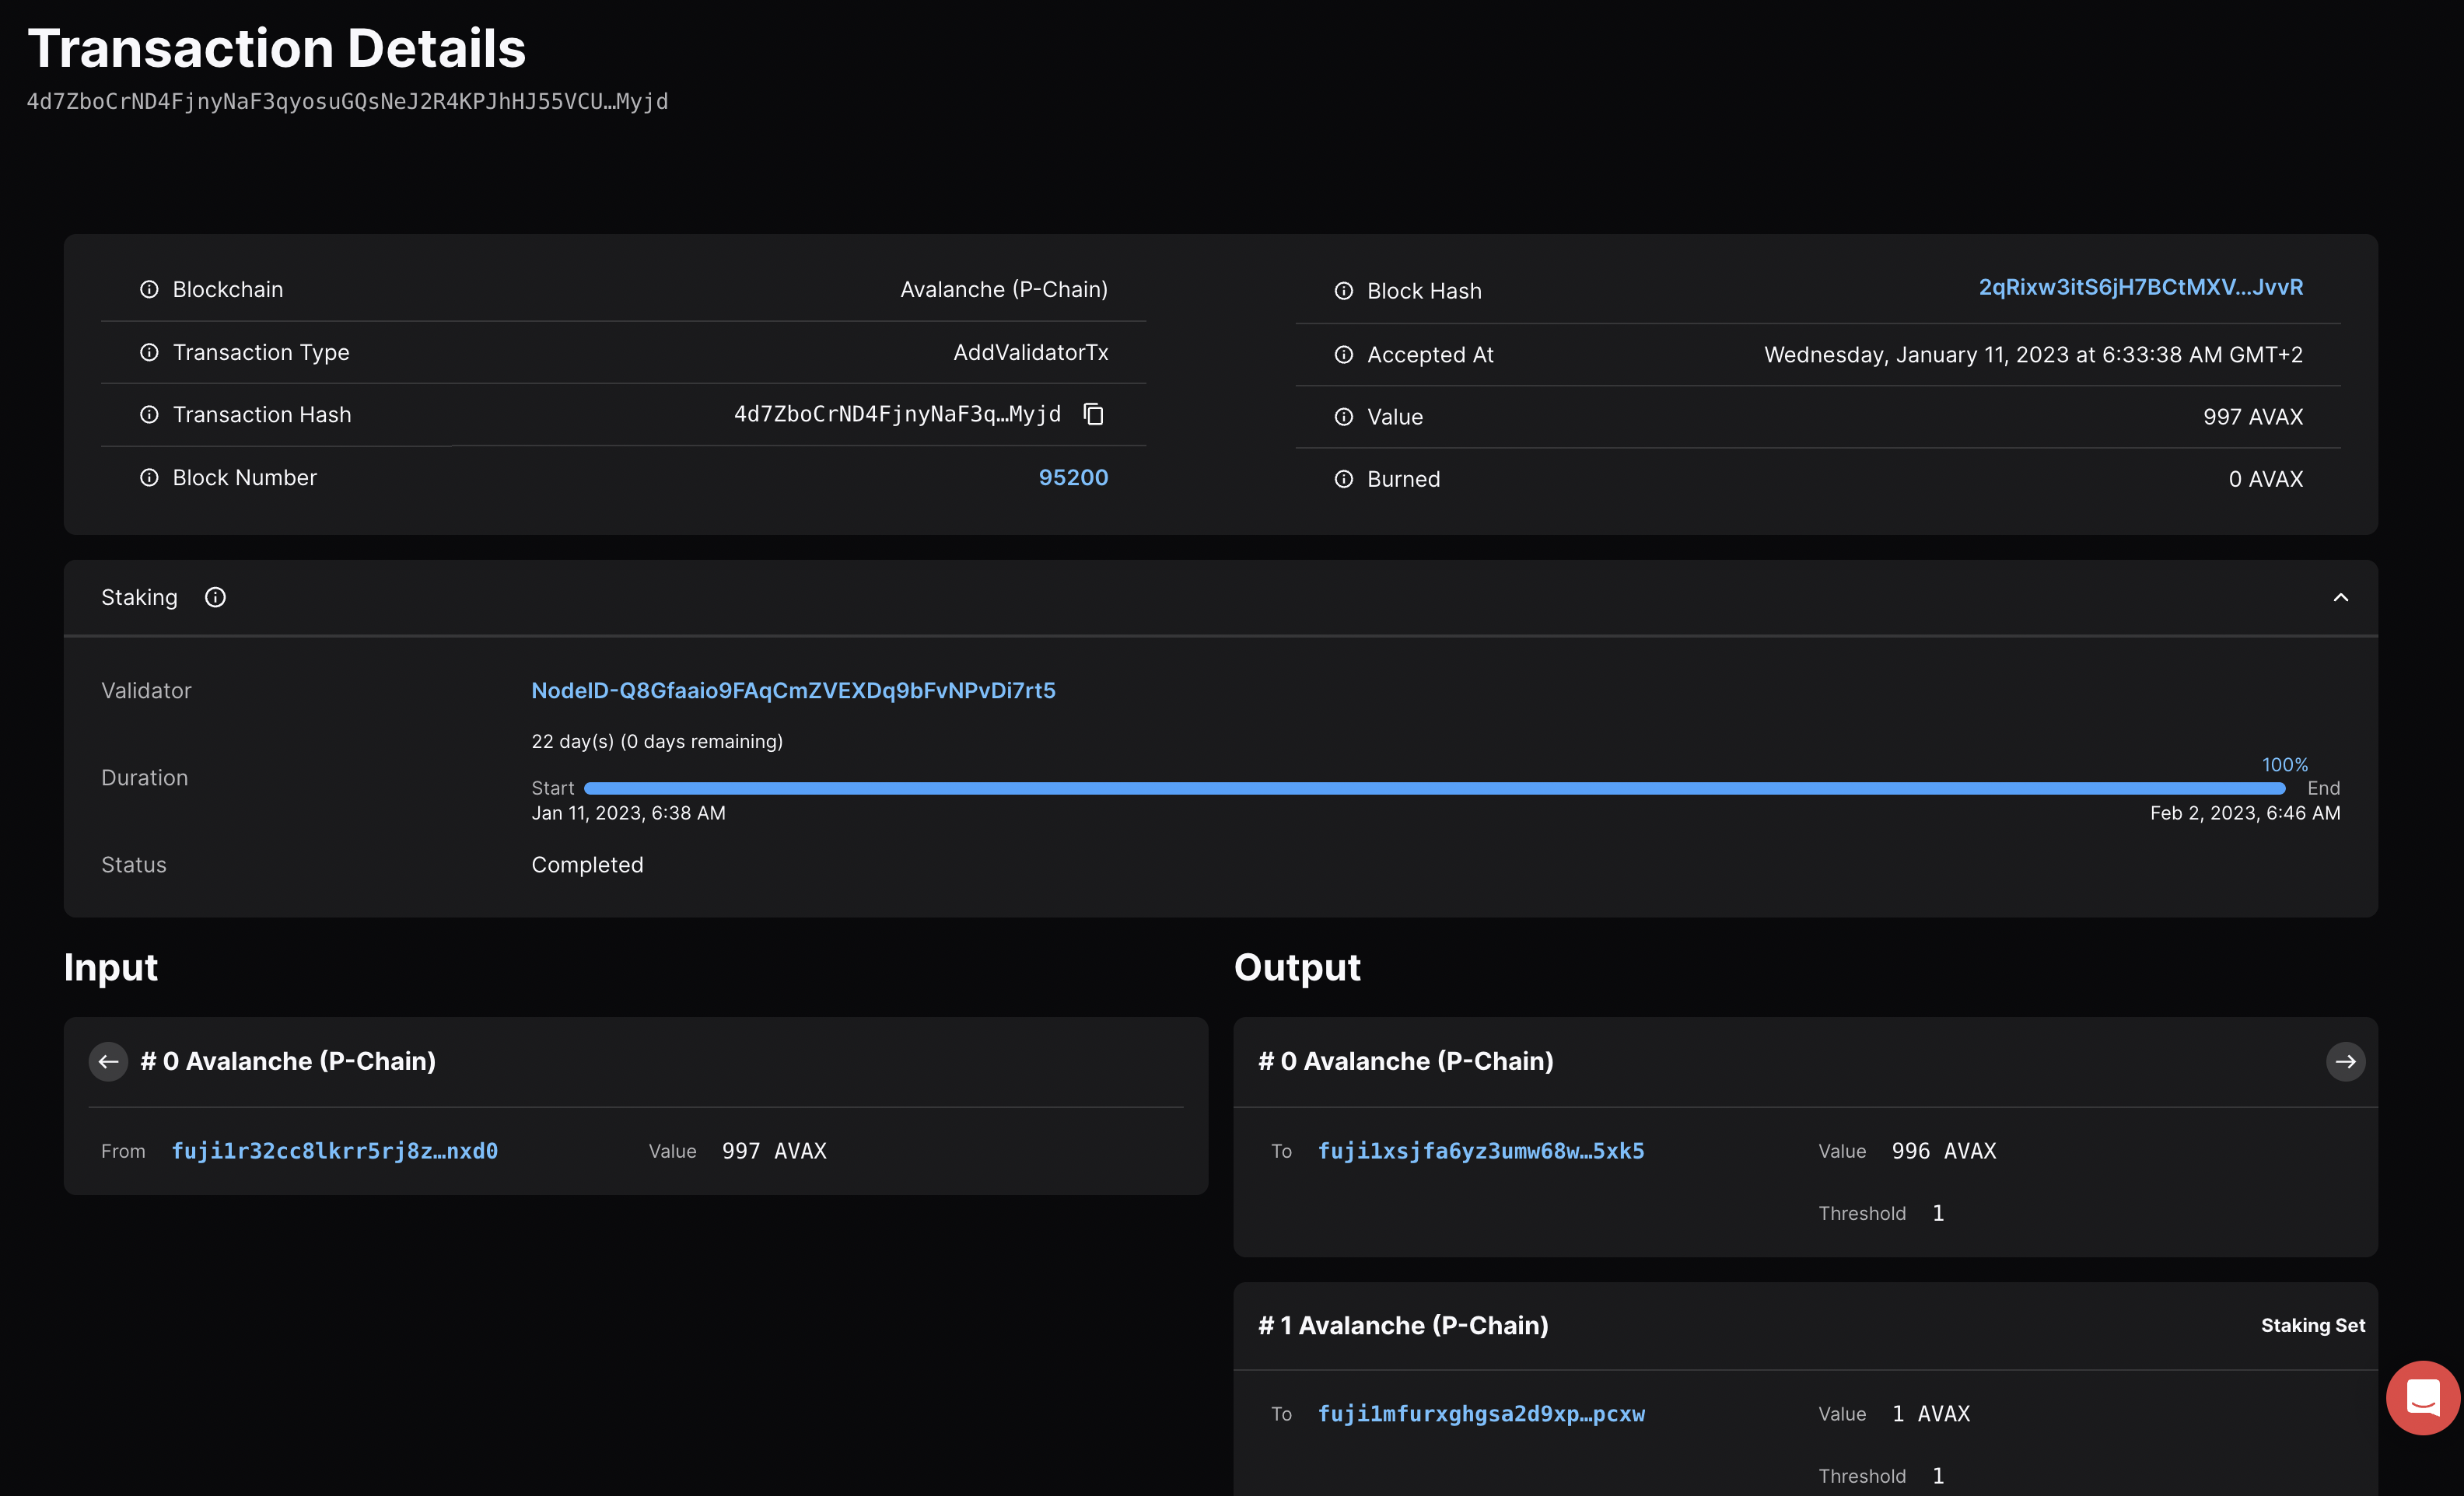 Transaction Details
4d7ZboCrND4FjnyNaF3qyosuGQsNeJ2R4KPJhHJ55VCU…Myjd
Blockchain Avalanche (P-Chain)
Transaction Type AddValidatorTx
Transaction Hash 4d7ZboCrND4FjnyNaF3q…Myjd
Block Number 95200
Block Hash 2qRixw3itS6jH7BCtMXV...JvvR
Accepted At Wednesday, January 11, 2023 at 6:33:38 AM GMT+2
Value 997 AVAX
Burned 0 AVAX
Staking
Validator NodeID-Q8Gfaaio9FAqCmZVEXDq9bFvNPvDi7rt5
22 day(s) (0 days remaining)
Duration
100%
Start End
Jan 11, 2023, 6:38 AM Feb 2, 2023, 6:46 AM
Status Completed
Input
# 0 Avalanche (P-Chain)
From fuji1r32cc8lkrr5rj8z…nxd0 Value 997 AVAX
Output
# 0 Avalanche (P-Chain)
To fuji1xsjfa6yz3umw68w…5xk5 Value 996 AVAX
Threshold 1
# 1 Avalanche (P-Chain) Staking Set
To fuji1mfurxghgsa2d9xp…pcxw Value 1 AVAX
Threshold 1